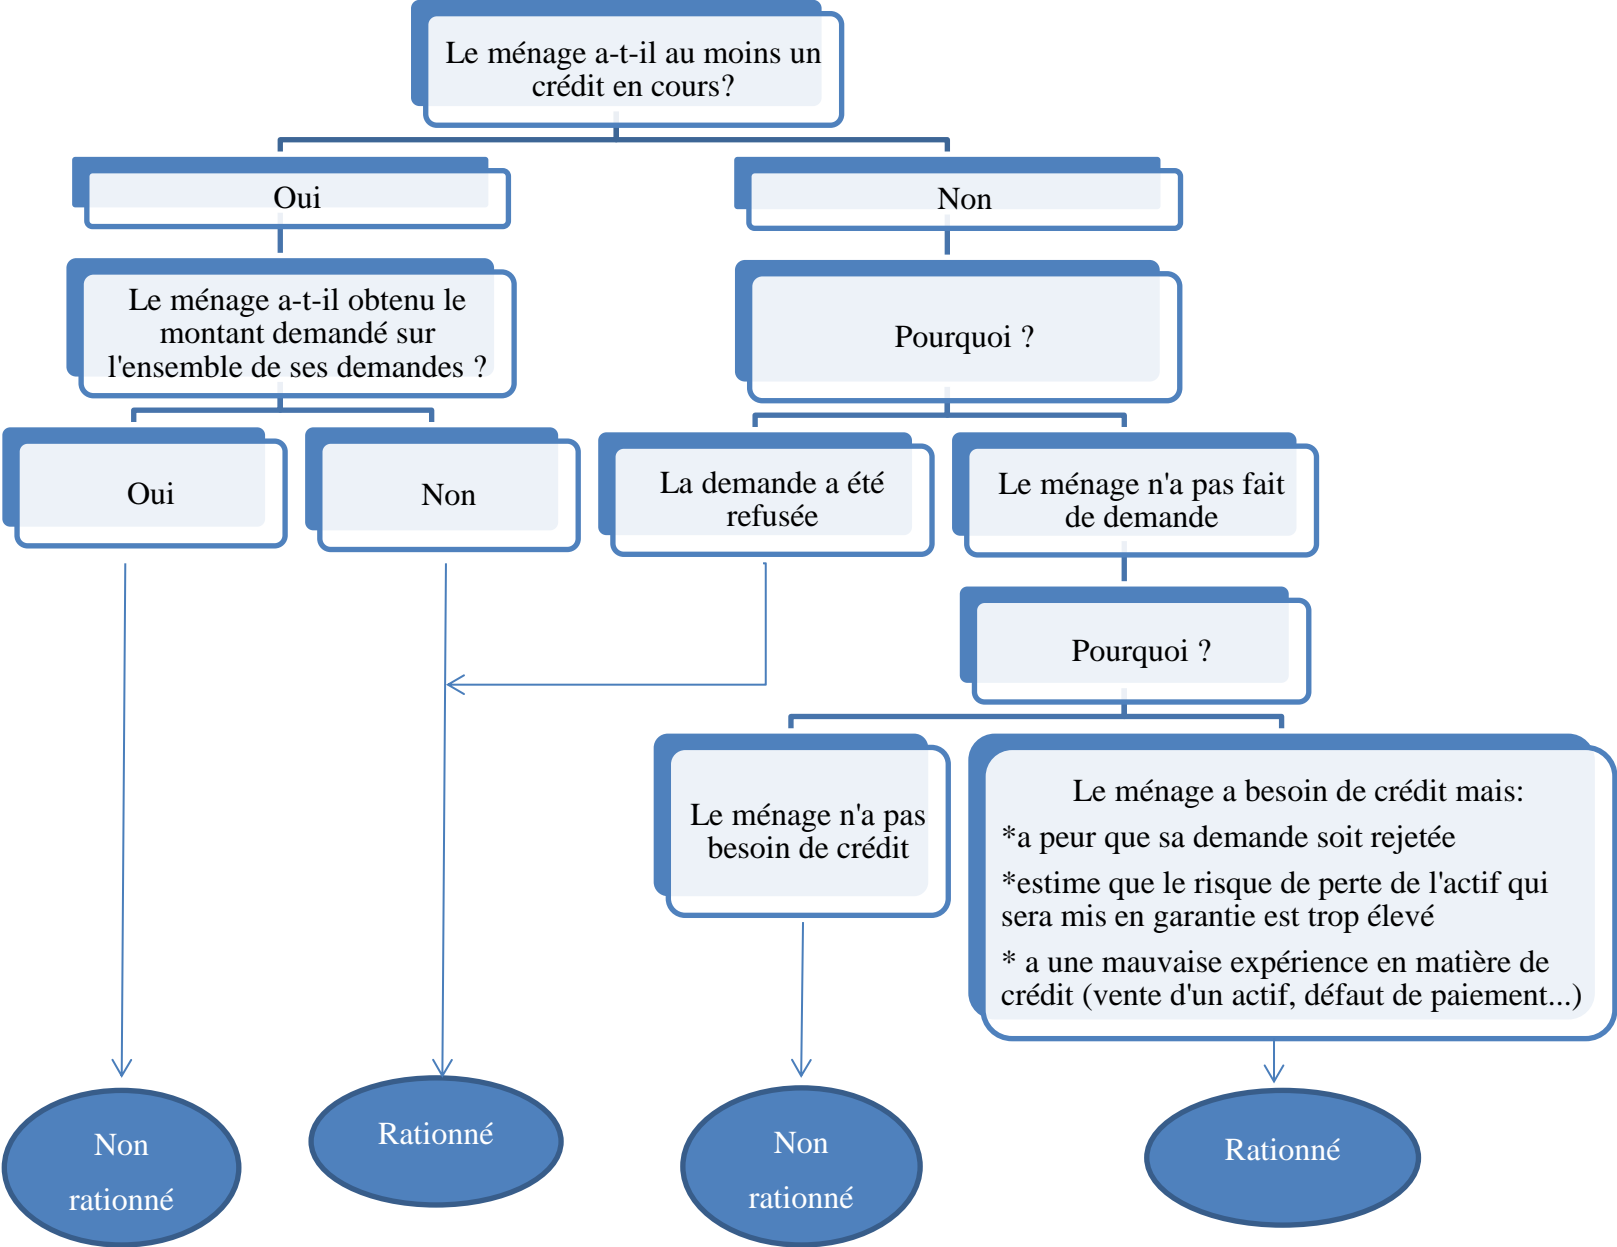 Le ménage a-t-il au moins un
crédit en cours?
Oui
Non
Le ménage a-t-il obtenu le
montant demandé sur
l'ensemble de ses demandes ?
Pourquoi ?
Oui
Non
La demande a été
refusée
Le ménage n'a pas fait
de demande
Pourquoi ?
Le ménage n'a pas
besoin de crédit
Le ménage a besoin de crédit mais:
*a peur que sa demande soit rejetée
*estime que le risque de perte de l'actif qui
sera mis en garantie est trop élevé
* a une mauvaise expérience en matière de
crédit (vente d'un actif, défaut de paiement...)
Non
rationné
Rationné
Non
rationné
Rationné